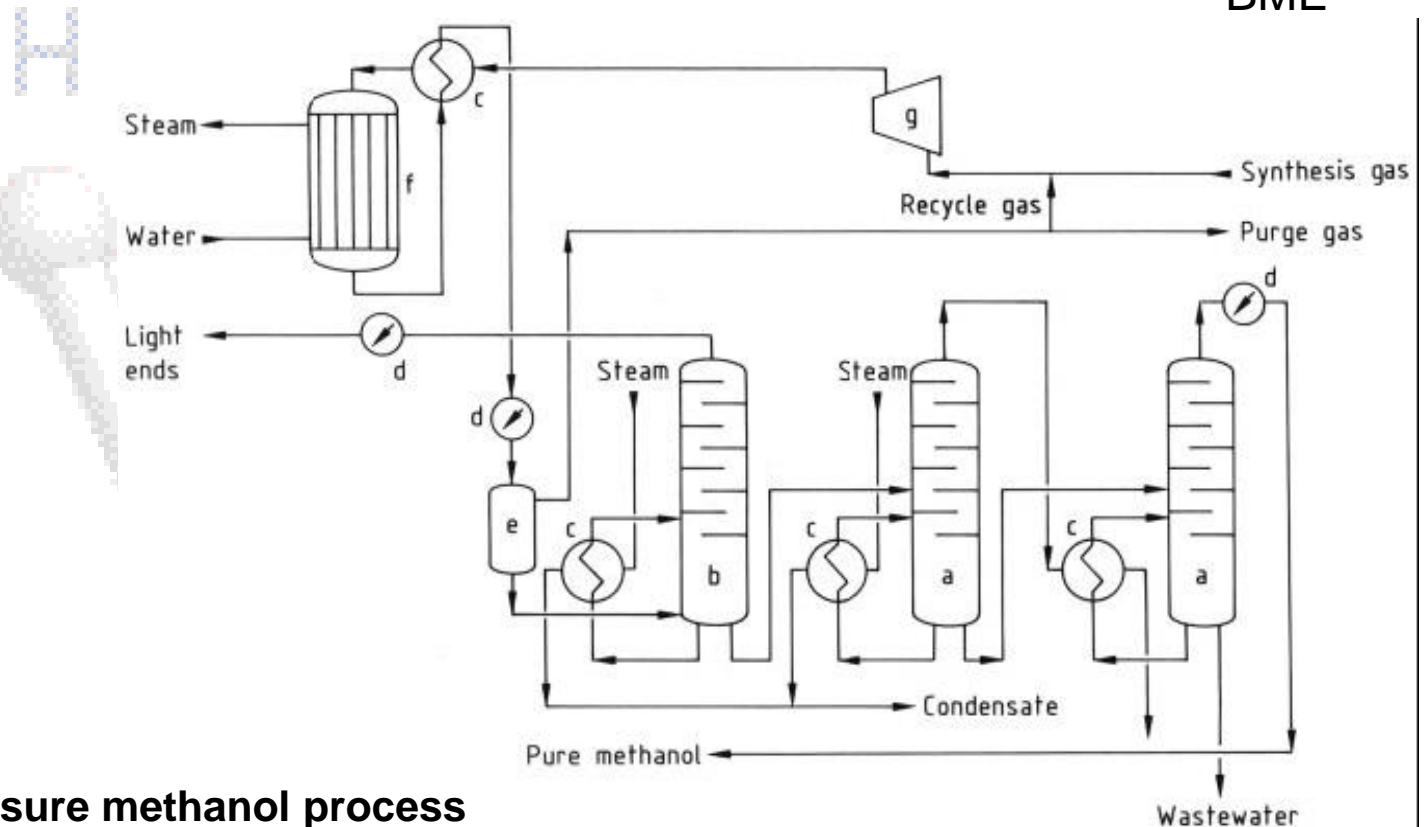 H
BME
c
Steam
g
f
Synthesis gas
Recycle gas
Water
Purge gas
d
Light
ends
d
Steam
Steam
d
e
c
b
c
a
c
a
Condensate
Pure methanol
sure methanol process
Wastewater